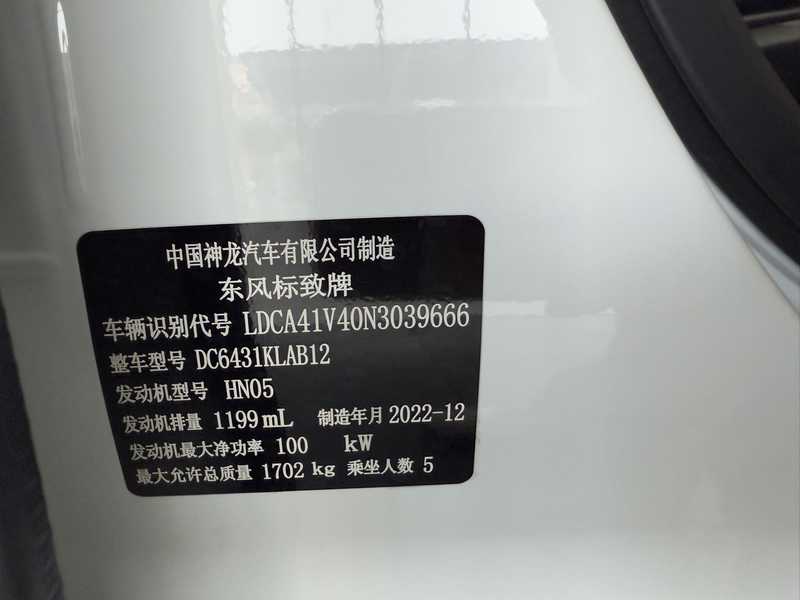 中国神龙汽车有限公司制造
东风标致牌
车辆识别代号 LDCA41V40N3039666
整车型号 DC6431KLAB12
发动机型号 HN05
发动机排量 1199mL 制造年月 2022-12
发动机最大净功率 100 kW
最大允许总质量 1702 kg 乘坐人数 5